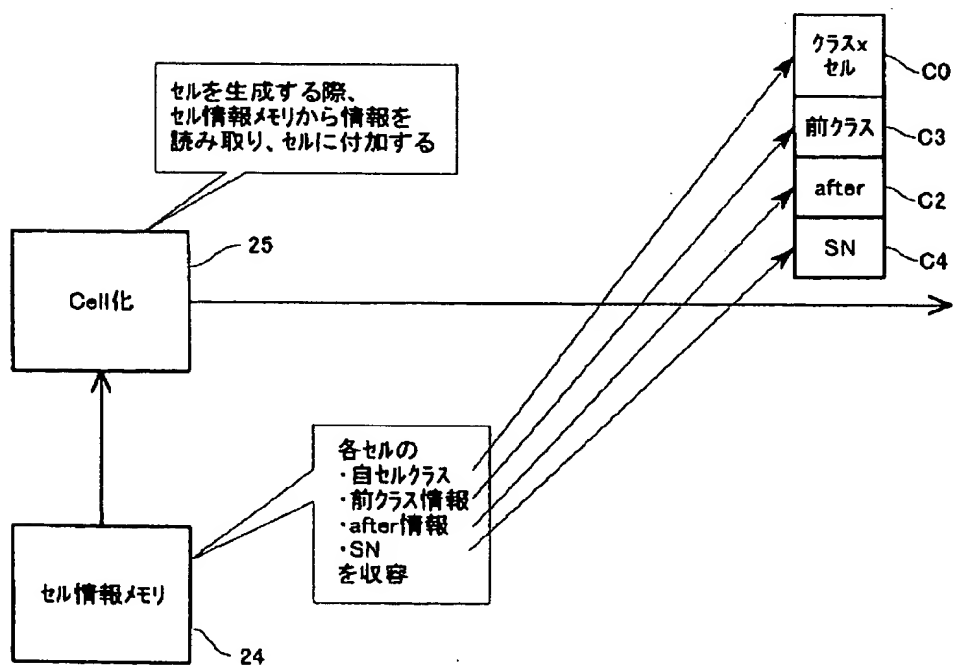 クラスx
セル
C0
前クラス
C3
after
C2
SN
C4
セルを生成する際、
セル情報メモリから情報を
読み取り、セルに付加する
25
Cell化
各セルの
・自セルクラス
・前クラス情報
・after情報
・SN
を収容
セル情報メモリ
24